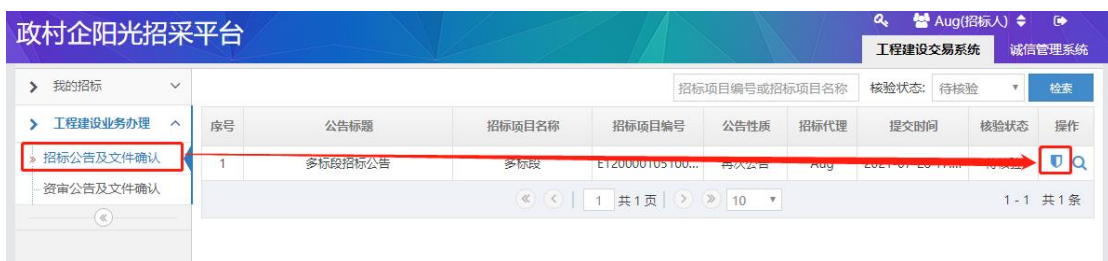 政村企阳光招采平台
Aug(招标人)
工程建设交易系统 诚信管理系统
我的招标
招标项目编号或招标项目名称 核验状态: 待核验 检索
工程建设业务办理
序号 公告标题 招标项目名称 招标项目编号 公告性质 招标代理 提交时间 核验状态 操作
招标公告及文件确认
1 多标段招标公告 多标段 E120000105100... 再次公告 Aug
资审公告及文件确认
1 共1页 10 1 - 1 共1条